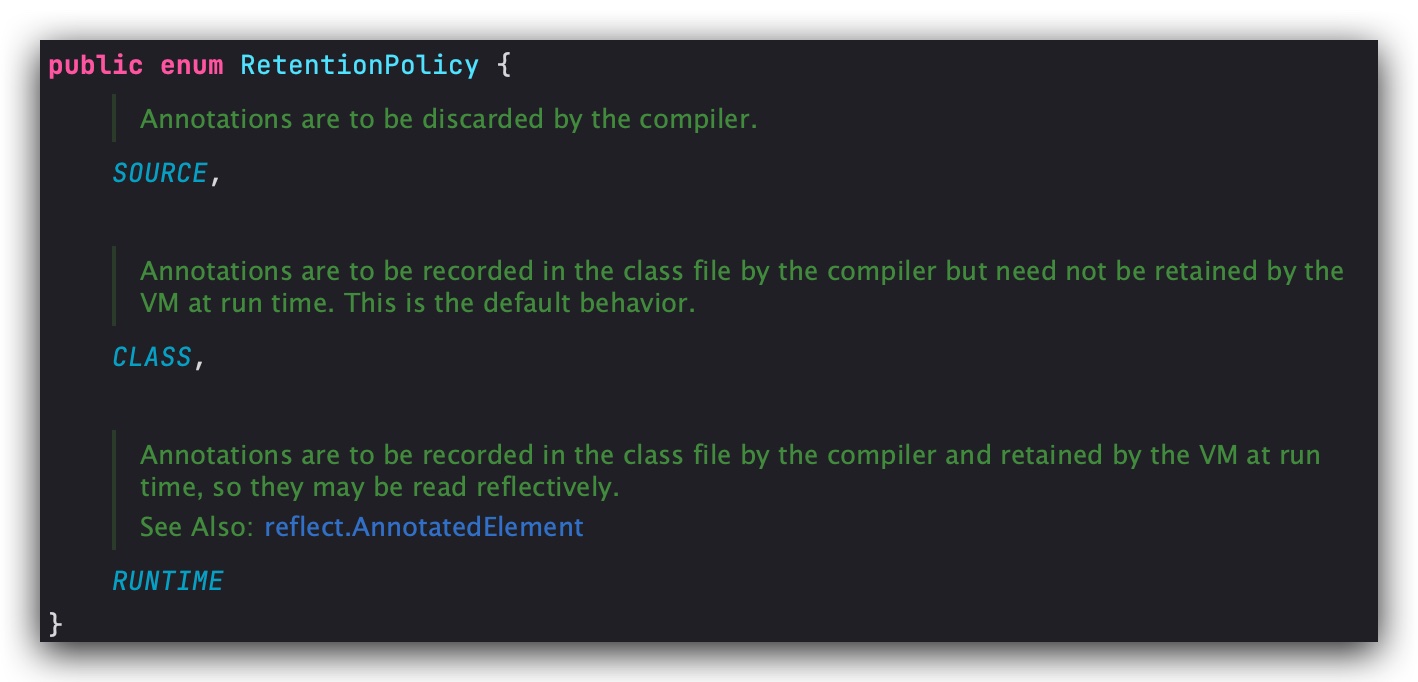 public enum RetentionPolicy {
Annotations are to be discarded by the compiler.
SOURCE,
Annotations are to be recorded in the class file by the compiler but need not be retained by the
VM at run time. This is the default behavior.
CLASS,
Annotations are to be recorded in the class file by the compiler and retained by the VM at run
time, so they may be read reflectively.
See Also: reflect.AnnotatedElement
RUNTIME
}